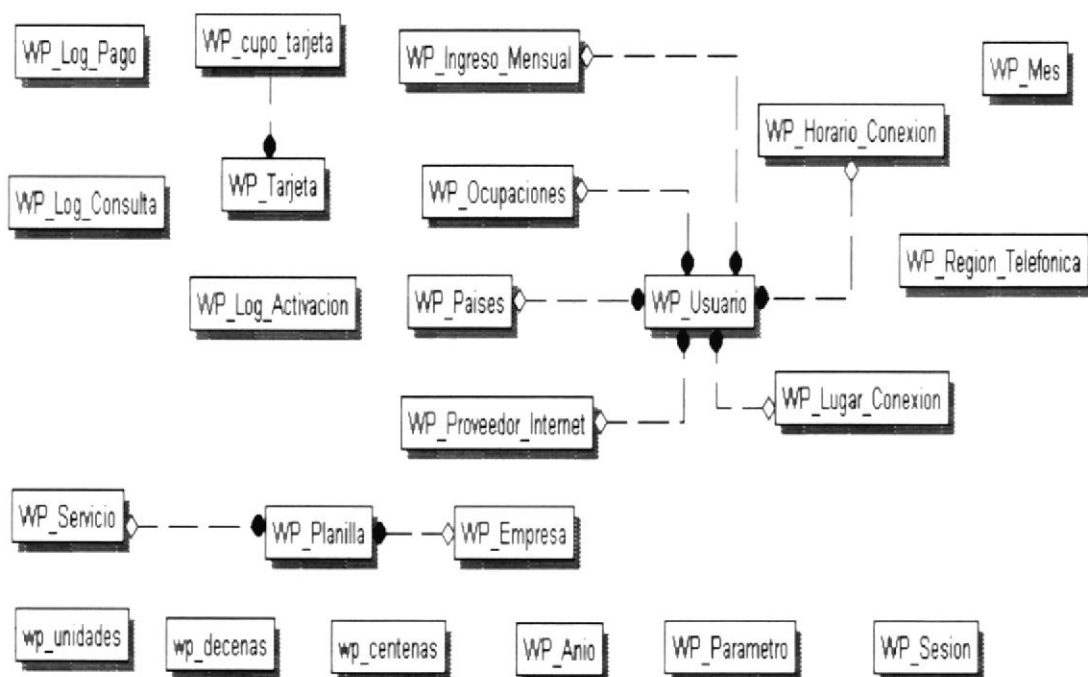 WP_Log_Pago
WP_cupo_tarjeta
WP_Ingreso_Mensual
WP_Mes
WP_Horario_Conexion
WP_Log_Consulta
WP_Tarjeta
WP_Ocupaciones
WP_Region_Telefonica
WP_Log_Activacion
WP_Paises
WP_Usuario
WP_Proveedor_Internet
WP_Lugar_Conexion
WP_Servicio
WP_Planilla
WP_Empresa
wp_unidades
wp_decenas
wp_centenas
WP_Anio
WP_Parametro
WP_Sesion